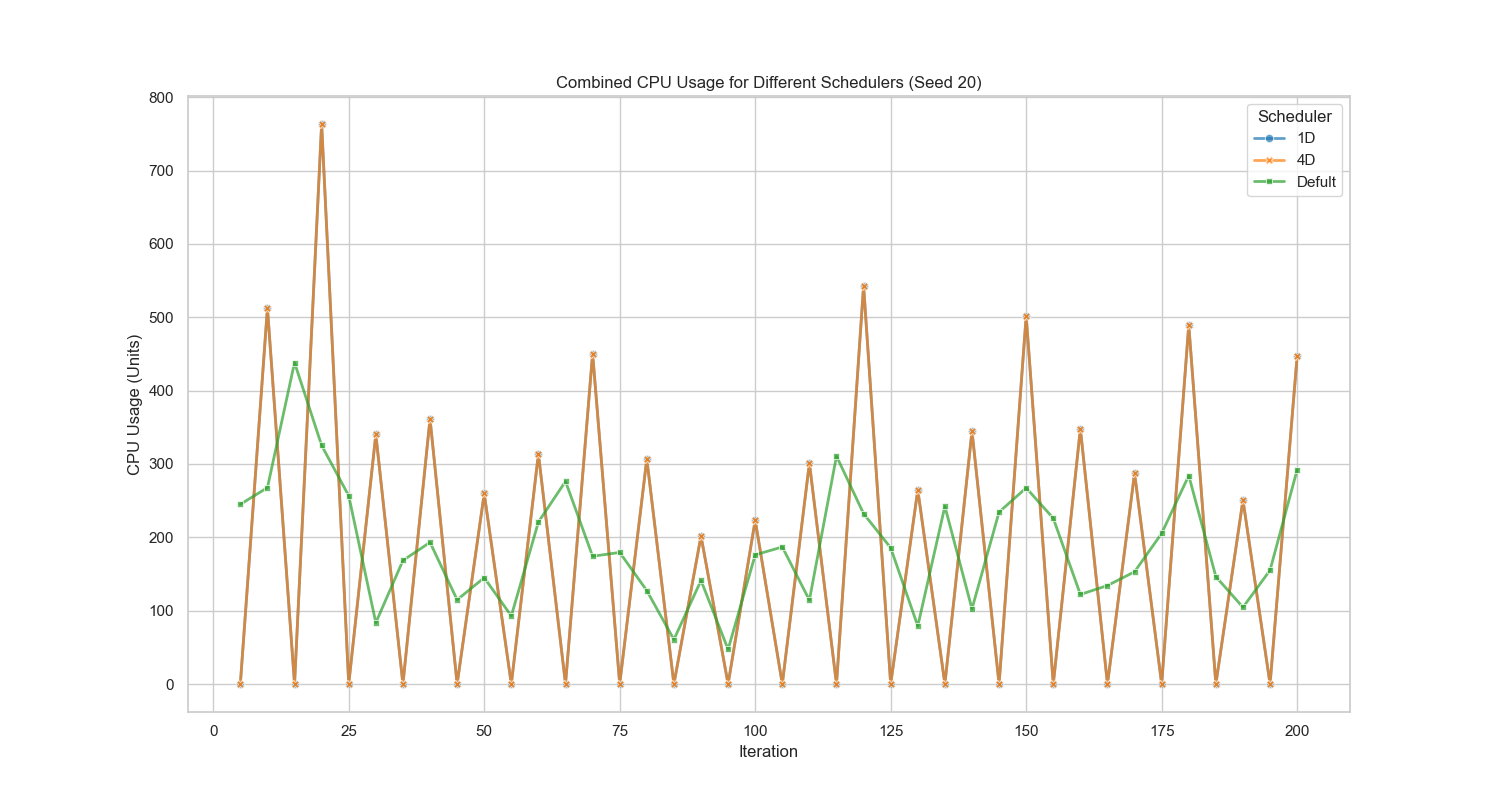 Combined CPU Usage for Different Schedulers (Seed 20)
800
700
600
500
400
300
200
100
0
CPU Usage (Units)
0 25 50 75 100 125 150 175 200
Iteration
Scheduler
1D
4D
Defult